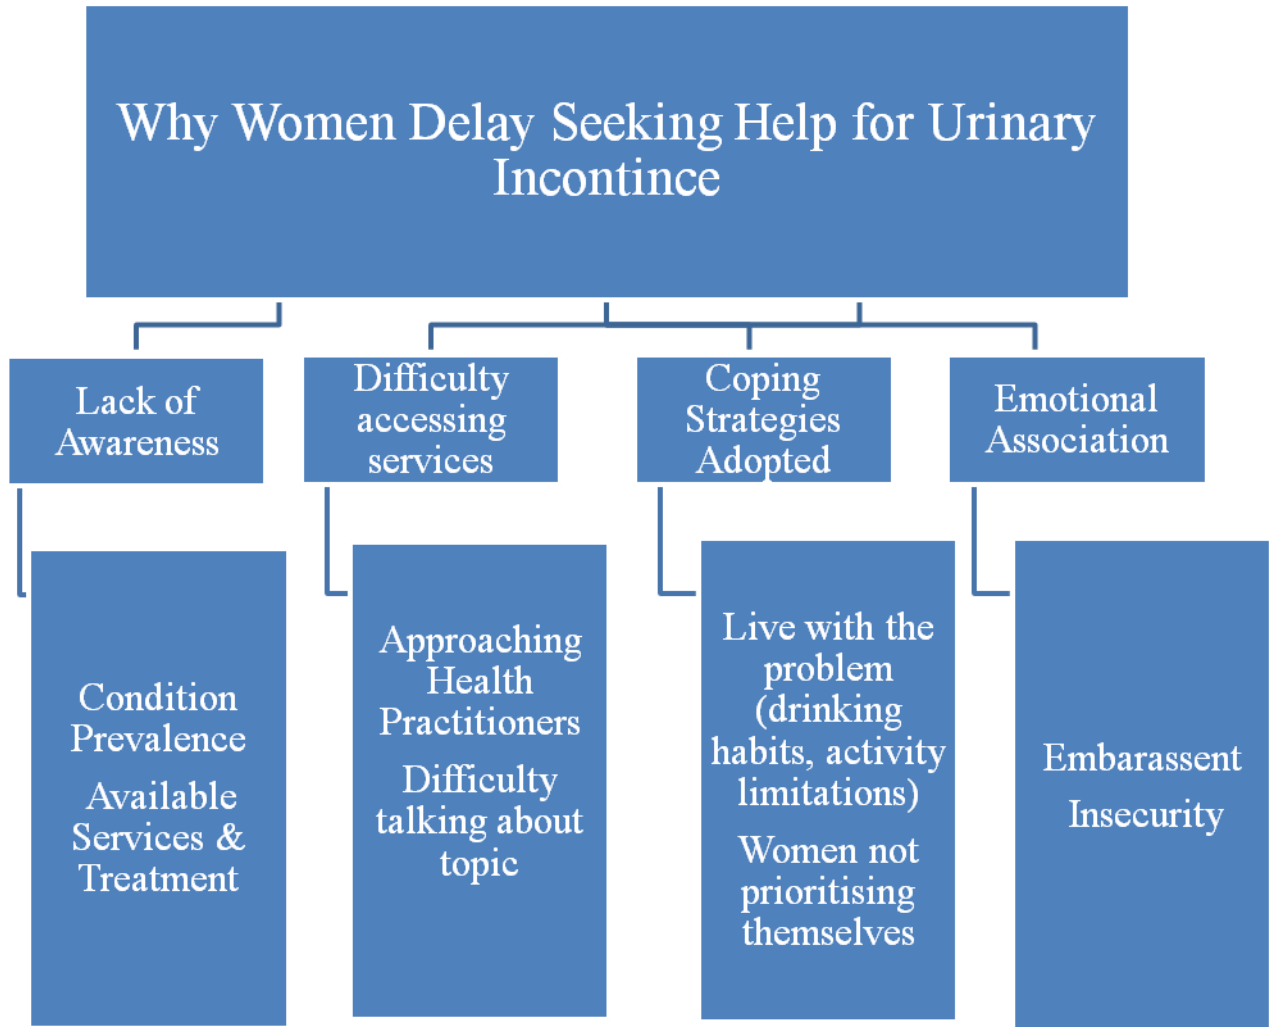 Why Women Delay Seeking Help for Urinary
Incontince
Lack of
Awareness
Difficulty
accessing
services
Coping
Strategies
Adopted
Emotional
Association
Condition
Prevalence
Available
Services &
Treatment
Approaching
Health
Practitioners
Difficulty
talking about
topic
Live with the
problem
(drinking
habits, activity
limitations)
Women not
prioritising
themselves
Embarassent
Insecurity